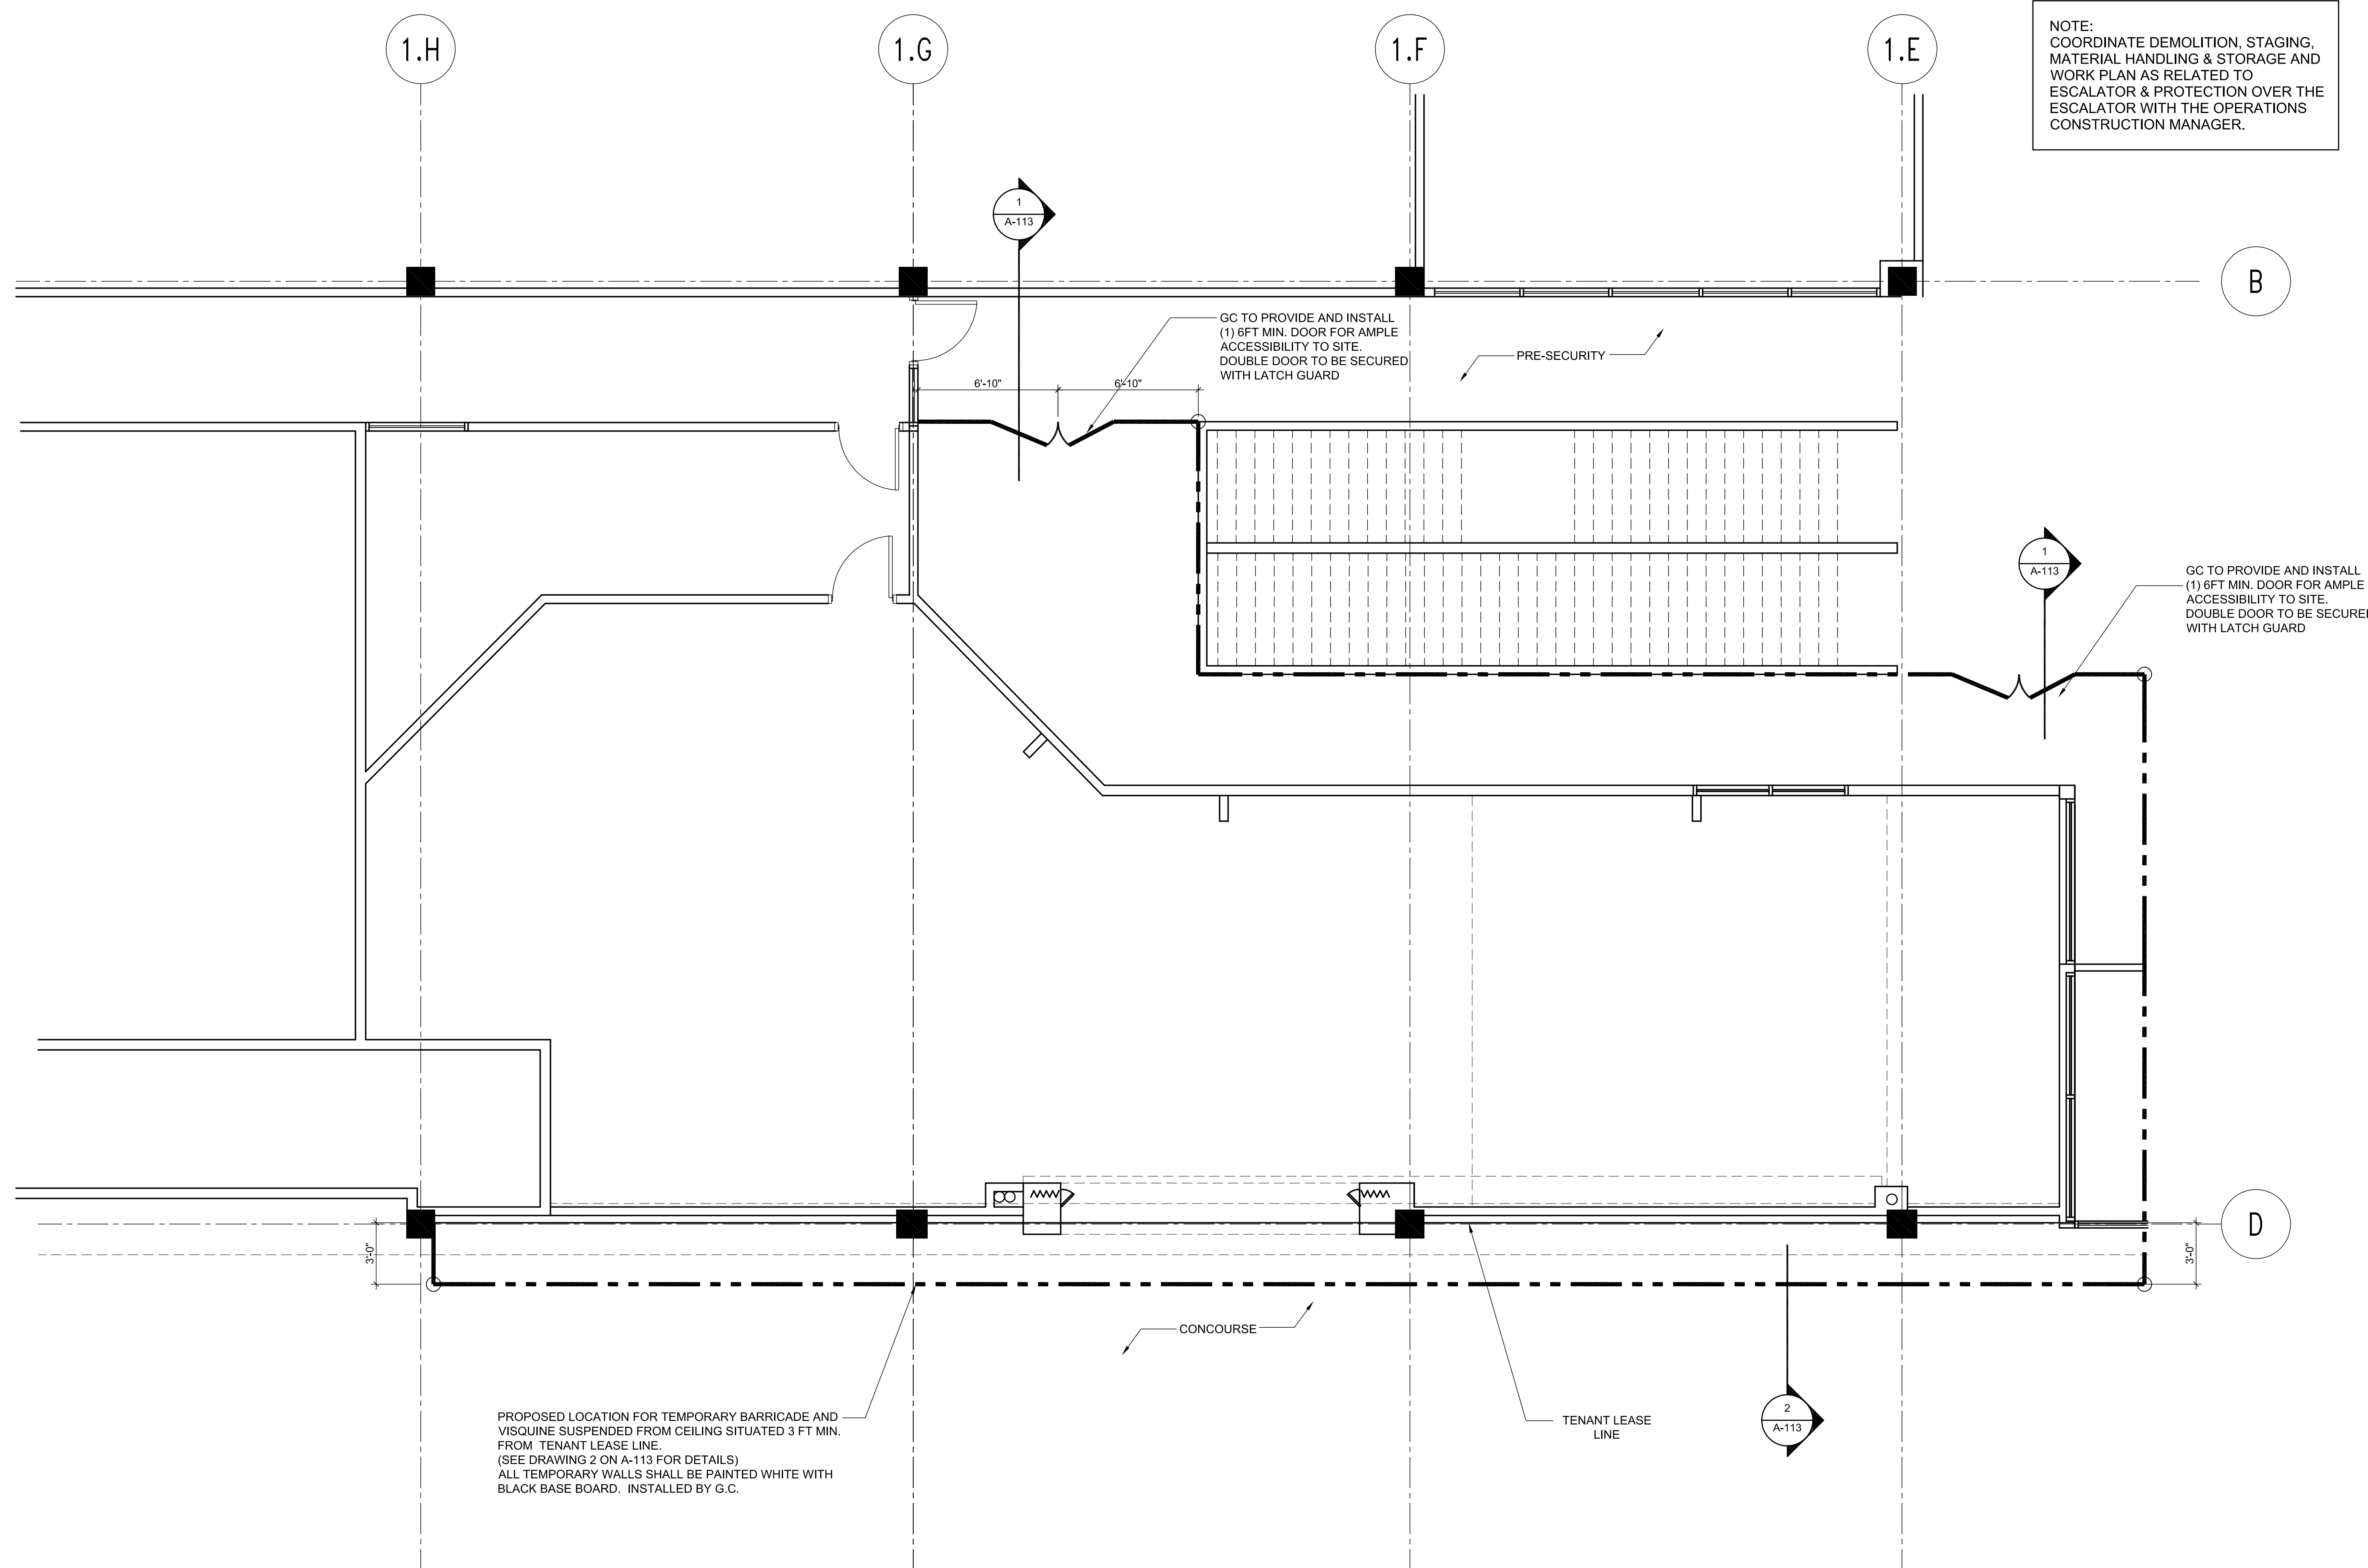 1.H
1.G
1.F
1.E
NOTE:
COORDINATE DEMOLITION, STAGING,
MATERIAL HANDLING & STORAGE AND
WORK PLAN AS RELATED TO
ESCALATOR & PROTECTION OVER THE
ESCALATOR WITH THE OPERATIONS
CONSTRUCTION MANAGER.
1
A-113
B
GC TO PROVIDE AND INSTALL
(1) 6FT MIN. DOOR FOR AMPLE
ACCESSIBILITY TO SITE.
DOUBLE DOOR TO BE SECURED
WITH LATCH GUARD
PRE-SECURITY
6'-10"
6'-10"
1
A-113
GC TO PROVIDE AND INSTALL
(1) 6FT MIN. DOOR FOR AMPLE
ACCESSIBILITY TO SITE.
DOUBLE DOOR TO BE SECURED
WITH LATCH GUARD
D
3'-0"
3'-0"
CONCOURSE
PROPOSED LOCATION FOR TEMPORARY BARRICADE AND
VISQUINE SUSPENDED FROM CEILING SITUATED 3 FT MIN.
FROM TENANT LEASE LINE.
(SEE DRAWING 2 ON A-113 FOR DETAILS)
ALL TEMPORARY WALLS SHALL BE PAINTED WHITE WITH
BLACK BASE BOARD. INSTALLED BY G.C.
TENANT LEASE
LINE
2
A-113